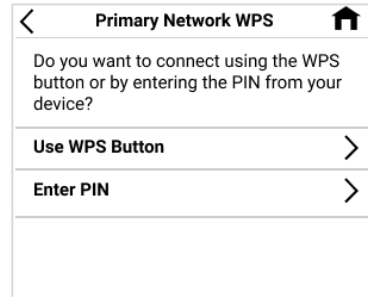 Primary Network WPS
Do you want to connect using the WPS
button or by entering the PIN from your
device?
Use WPS Button
Enter PIN